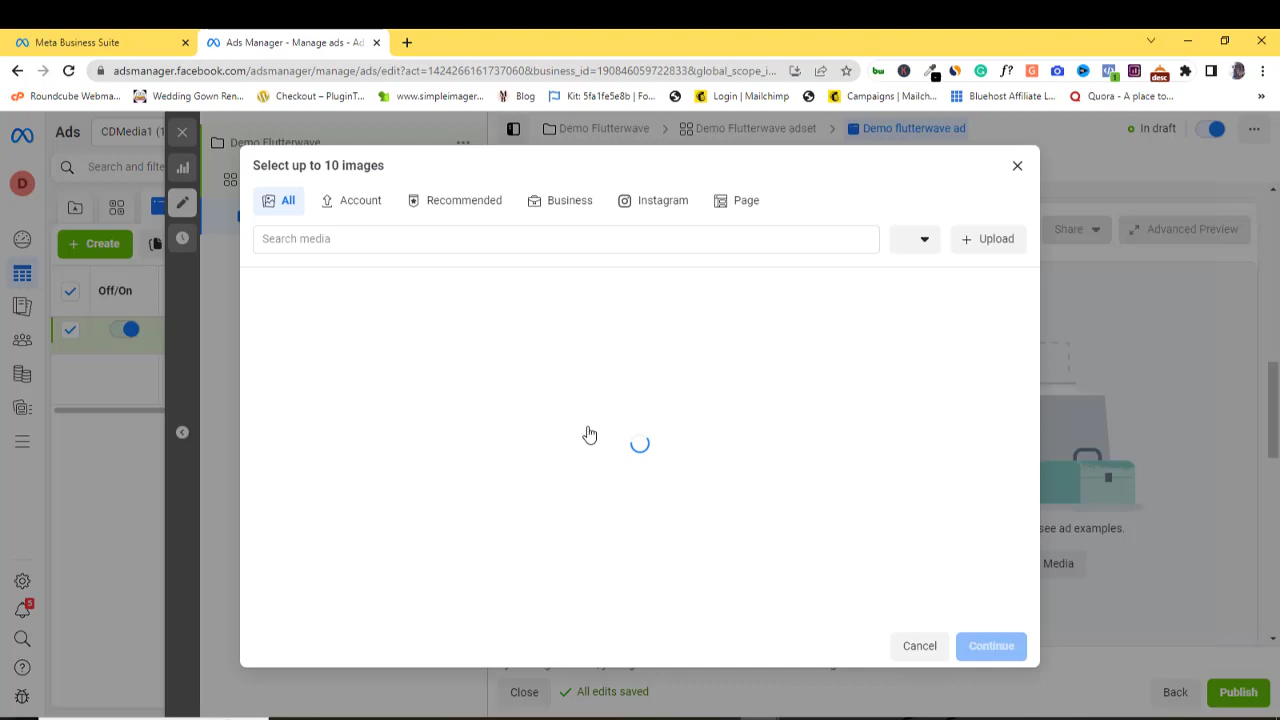 Meta Business Suite
Ads Manager - Manage ads - Ad
adsmanager.facebook.com/adsmanager/manage/ads/edit?act=1424266161737060&business_id=1908460597228338&global_scope_i...
Roundcube Webma...
Wedding Gown Ren...
Checkout – PluginT...
www.simpleimager...
Blog
Kit: 5fa1fe5e8b | Fo...
Login | Mailchimp
Campaigns | Mailch...
Bluehost Affiliate L...
Quora - A place to...
»
Ads
CDMedia1 (1
Demo Flutterwave
Demo Flutterwave
Demo Flutterwave adset
Demo flutterwave ad
In draft
Search and filte
D
Select up to 10 images
All
Account
Recommended
Business
Instagram
Page
Search media
Upload
Share
Advanced Preview
Create
Off/On
see ad examples.
Media
5
Cancel
Continue
Close
All edits saved
Back
Publish